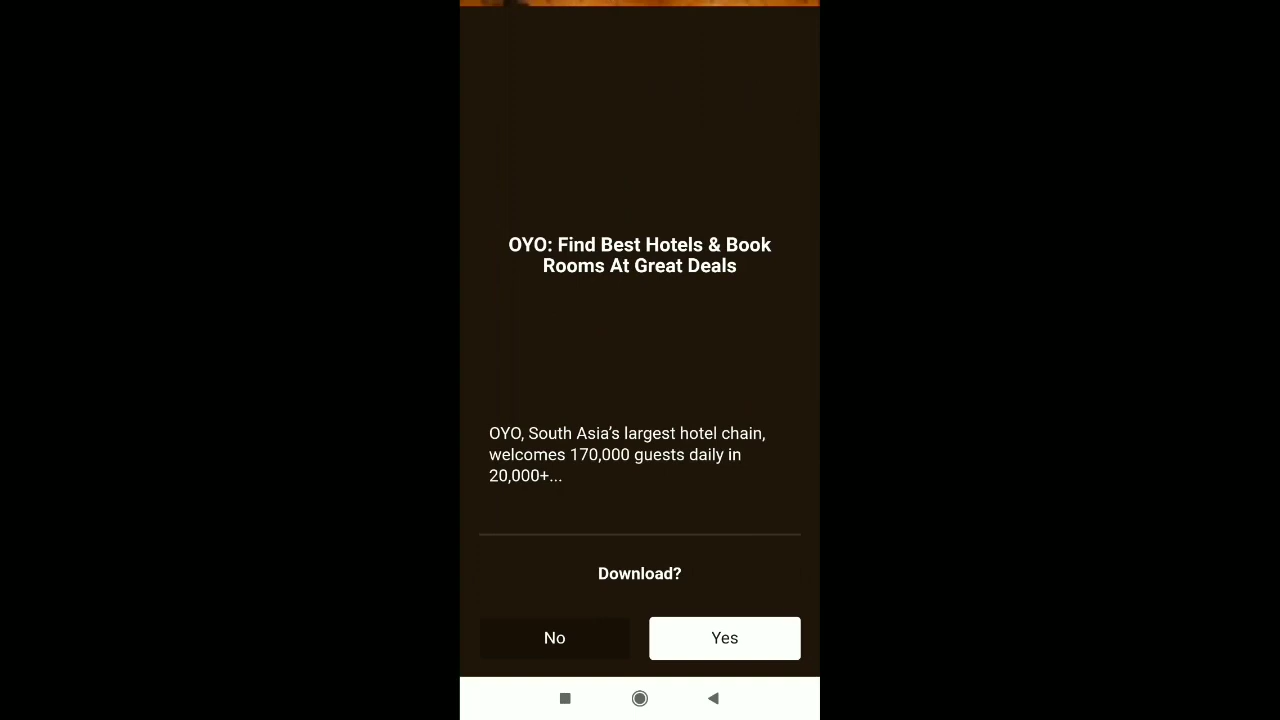 OYO: Find Best Hotels & Book
Rooms At Great Deals
OYO, South Asia’s largest hotel chain,
welcomes 170,000 guests daily in
20,000+...
Download?
No
Yes